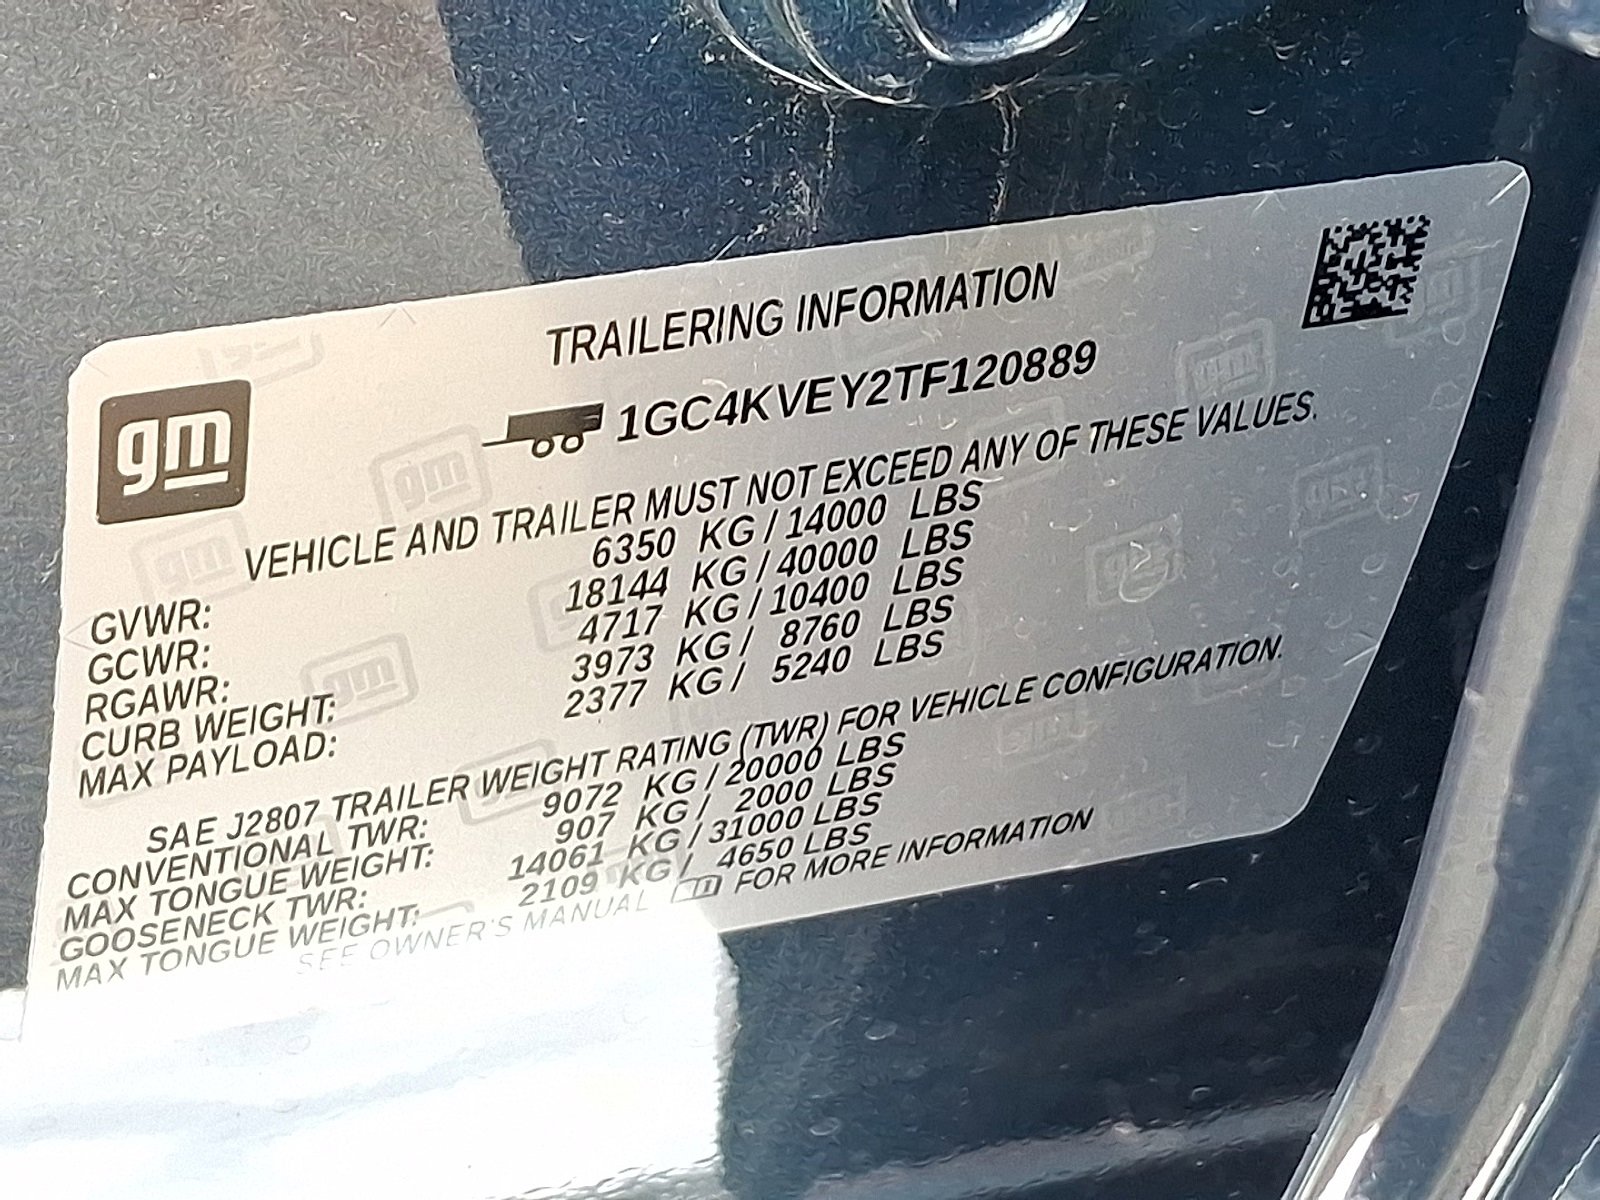 gm
TRAILERING INFORMATION
1GC4KVEY2TF120889
VEHICLE AND TRAILER MUST NOT EXCEED ANY OF THESE VALUES.
GVWR: 6350 KG / 14000 LBS
GCWR: 18144 KG / 40000 LBS
RGAWR: 4717 KG / 10400 LBS
CURB WEIGHT: 3973 KG / 8760 LBS
MAX PAYLOAD: 2377 KG / 5240 LBS
SAE J2807 TRAILER WEIGHT RATING (TWR) FOR VEHICLE CONFIGURATION.
CONVENTIONAL TWR: 9072 KG / 20000 LBS
MAX TONGUE WEIGHT: 907 KG / 2000 LBS
GOOSENECK TWR: 14061 KG / 31000 LBS
MAX TONGUE WEIGHT: 2109 KG / 4650 LBS
SEE OWNER'S MANUAL FOR MORE INFORMATION